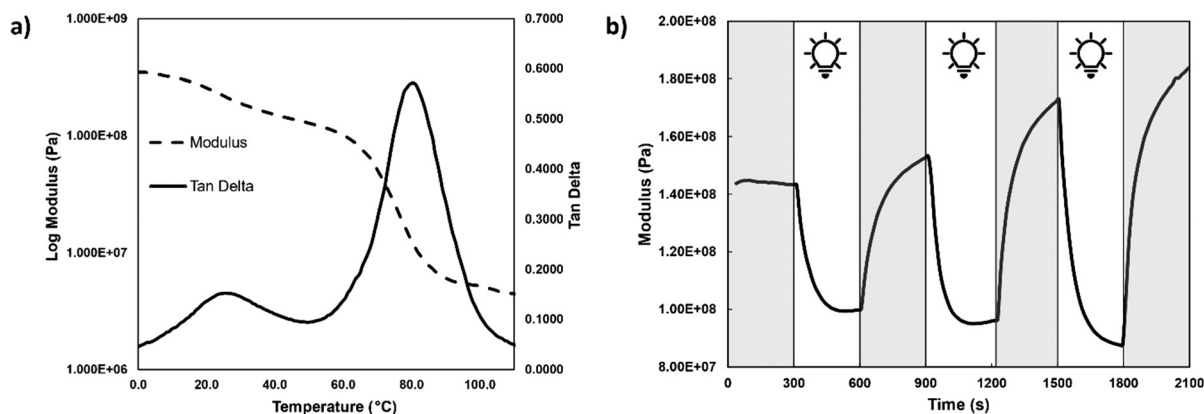 a)
1.000E+09
1.000E+08
1.000E+07
1.000E+06
Log Modulus (Pa)
0.7000
0.6000
0.5000
0.4000
0.3000
0.2000
0.1000
0.0000
Tan Delta
Modulus
Tan Delta
0.0 20.0 40.0 60.0 80.0 100.0
Temperature (°C)
b)
2.00E+08
1.80E+08
1.60E+08
1.40E+08
1.20E+08
1.00E+08
8.00E+07
Modulus (Pa)
0 300 600 900 1200 1500 1800 2100
Time (s)